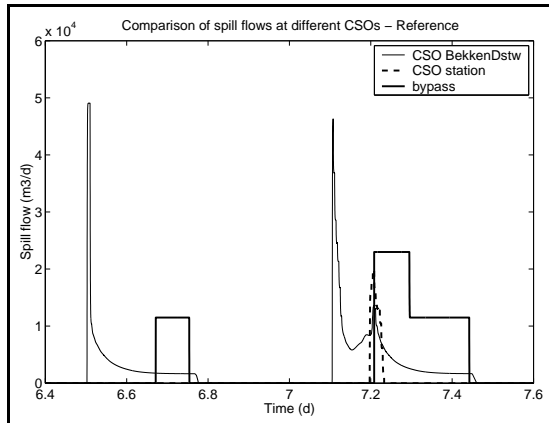 Comparison of spill flows at different CSOs – Reference
x 10^4
6
5
4
3
2
1
0
Spill flow (m3/d)
CSO BekkenDstw
CSO station
bypass
6.4 6.6 6.8 7 7.2 7.4 7.6
Time (d)